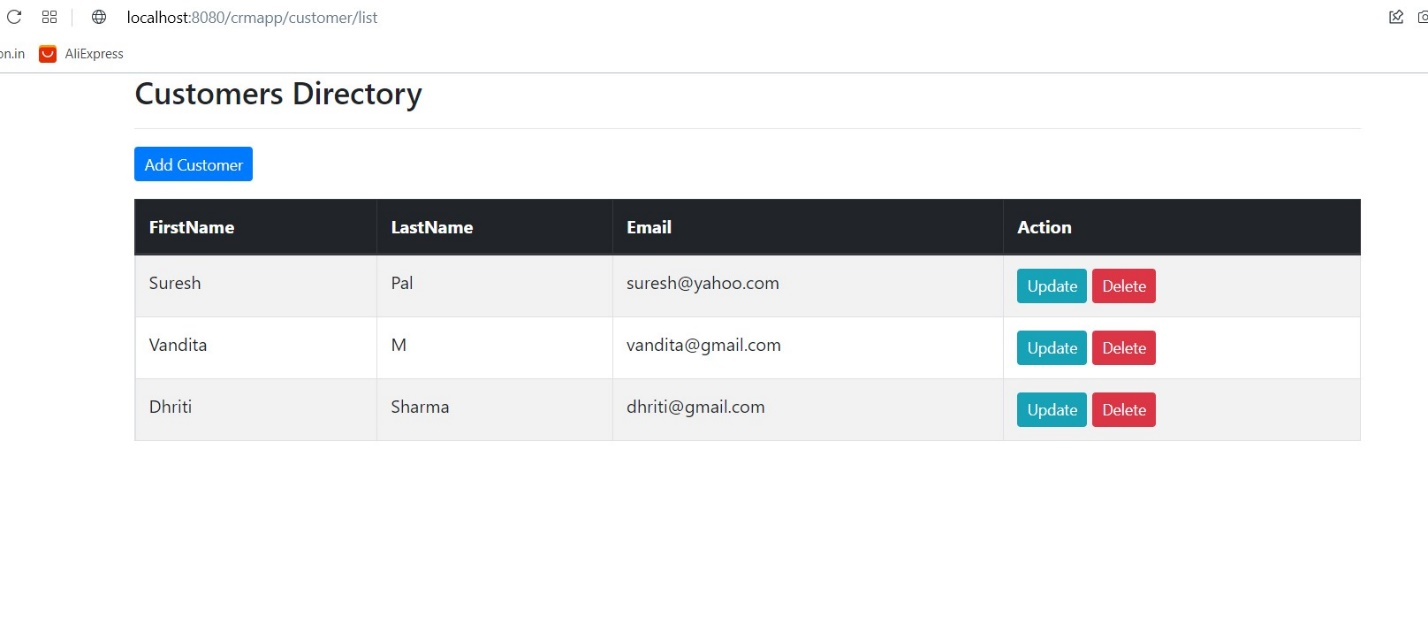 localhost:8080/crmapp/customer/list
on.in AliExpress
Customers Directory
Add Customer
FirstName LastName Email Action
Suresh Pal suresh@yahoo.com Update Delete
Vandita M vandita@gmail.com Update Delete
Dhriti Sharma dhriti@gmail.com Update Delete